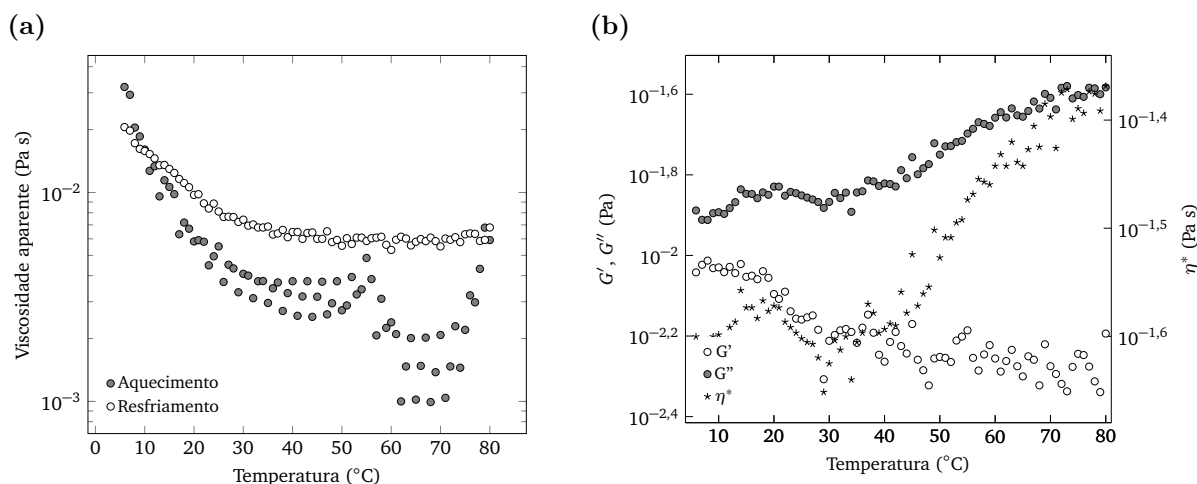 (a)
Viscosidade aparente (Pa s)
10⁻²
10⁻³
Aquecimento
Resfriamento
0 10 20 30 40 50 60 70 80
Temperatura (°C)
(b)
G′, G″ (Pa)
10⁻¹,⁶
10⁻¹,⁸
10⁻²
10⁻²,²
10⁻²,⁴
G'
G"
η*
10 20 30 40 50 60 70 80
Temperatura (°C)
10⁻¹,⁴
10⁻¹,⁵
10⁻¹,⁶
η* (Pa s)